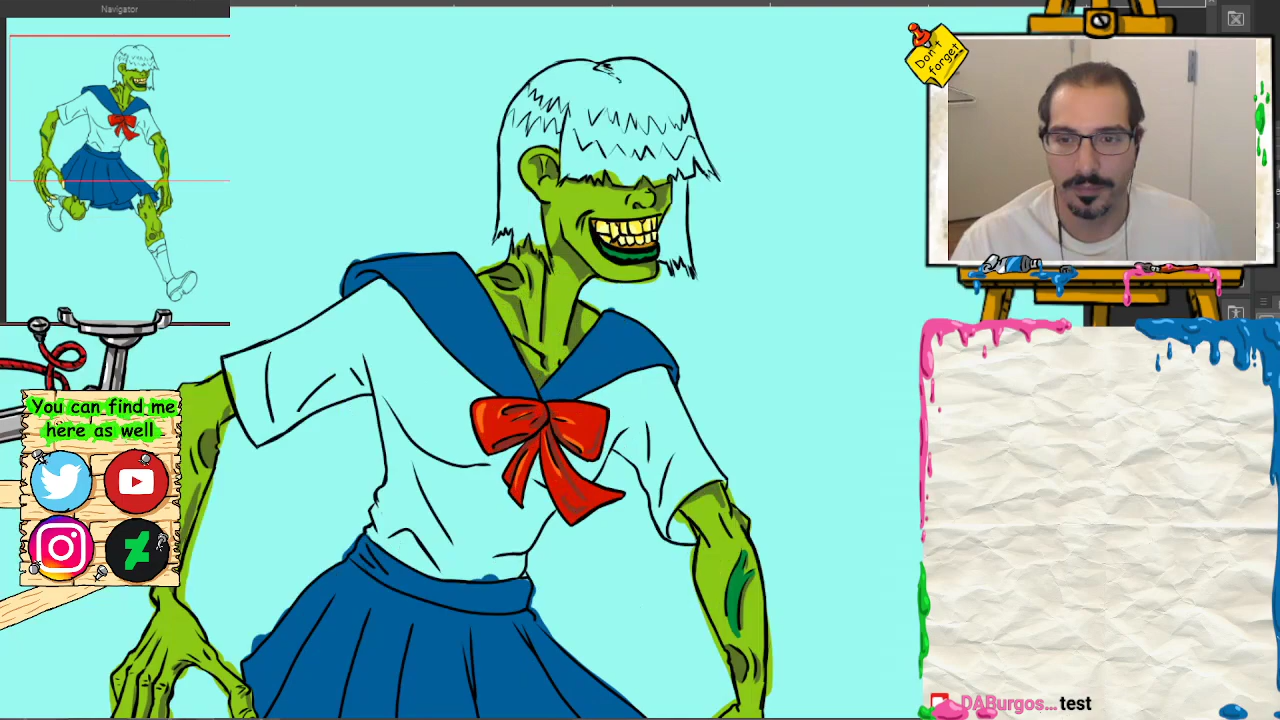 Navigator
Don't
forget
You can find me
here as well
DABurgos... test